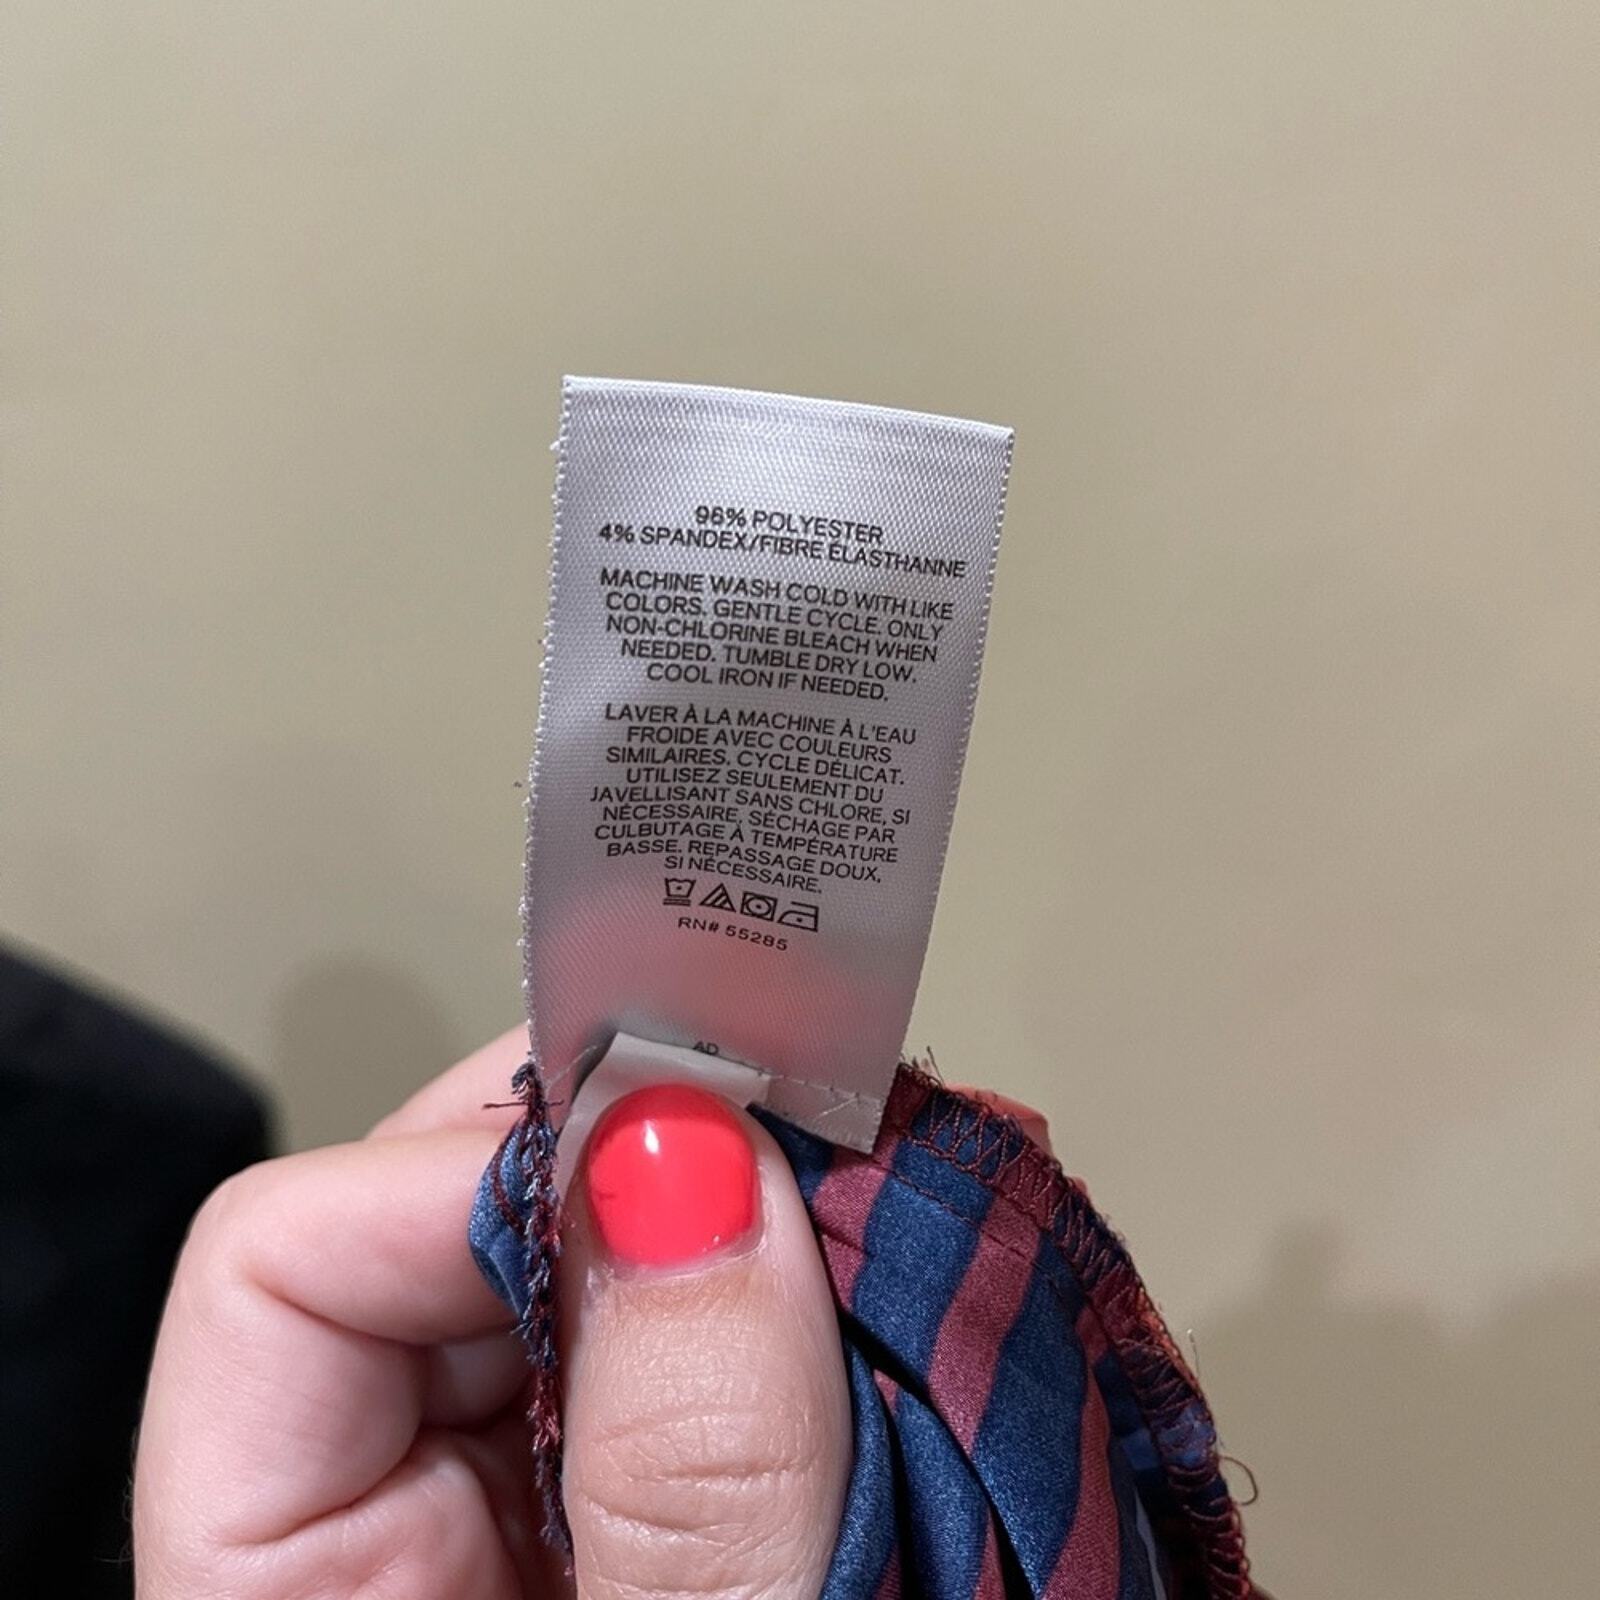 96% POLYESTER
4% SPANDEX/FIBRE ÉLASTHANNE
MACHINE WASH COLD WITH LIKE
COLORS. GENTLE CYCLE. ONLY
NON-CHLORINE BLEACH WHEN
NEEDED. TUMBLE DRY LOW.
COOL IRON IF NEEDED.
LAVER À LA MACHINE À L'EAU
FROIDE AVEC COULEURS
SIMILAIRES. CYCLE DÉLICAT.
UTILISEZ SEULEMENT DU
JAVELLISANT SANS CHLORE, SI
NÉCESSAIRE, SÉCHAGE PAR
CULBUTAGE À TEMPÉRATURE
BASSE. REPASSAGE DOUX,
SI NÉCESSAIRE.
RN# 55285
AD